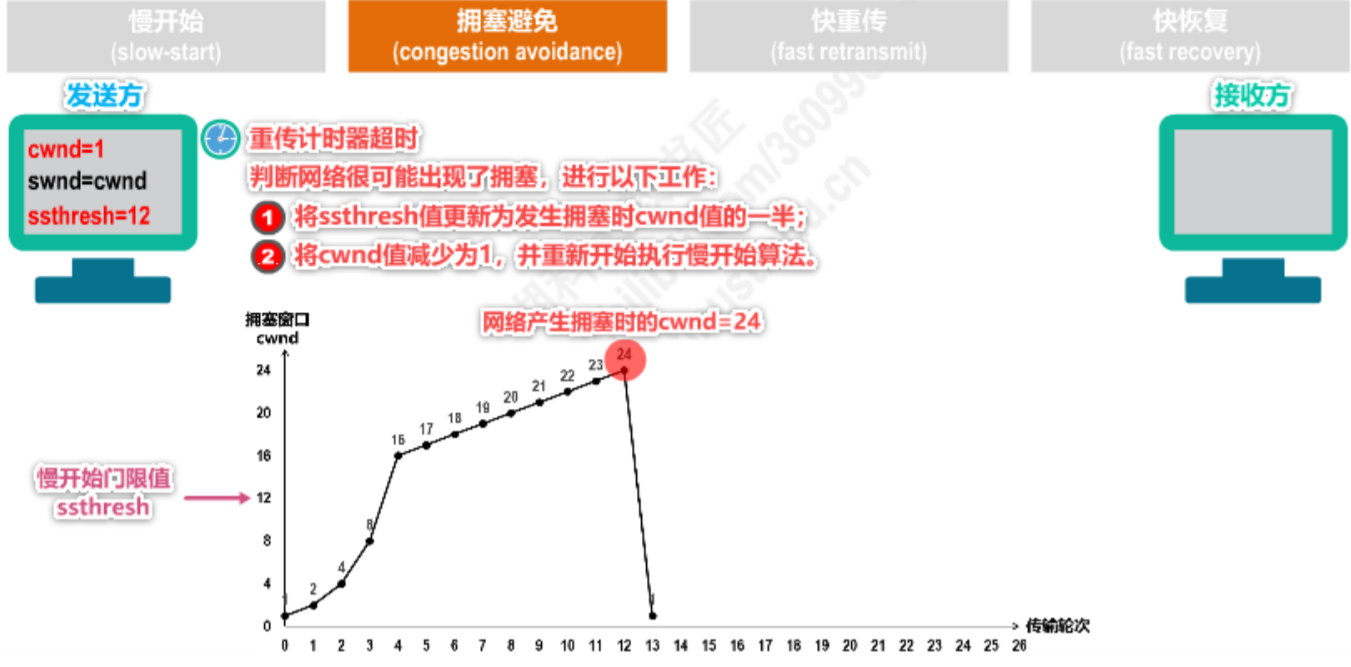 慢开始
(slow-start)
拥塞避免
(congestion avoidance)
快重传
(fast retransmit)
快恢复
(fast recovery)
发送方
接收方
cwnd=1
swnd=cwnd
ssthresh=12
重传计时器超时
判断网络很可能出现了拥塞，进行以下工作：
1 将ssthresh值更新为发生拥塞时cwnd值的一半；
2 将cwnd值减少为1，并重新开始执行慢开始算法。
拥塞窗口
cwnd
网络产生拥塞时的cwnd=24
24
20
16
12
8
4
0
慢开始门限值
ssthresh
1
2
4
8
16
17
18
19
20
21
22
23
24
1
0 1 2 3 4 5 6 7 8 9 10 11 12 13 14 15 16 17 18 19 20 21 22 23 24 25 26
传输轮次